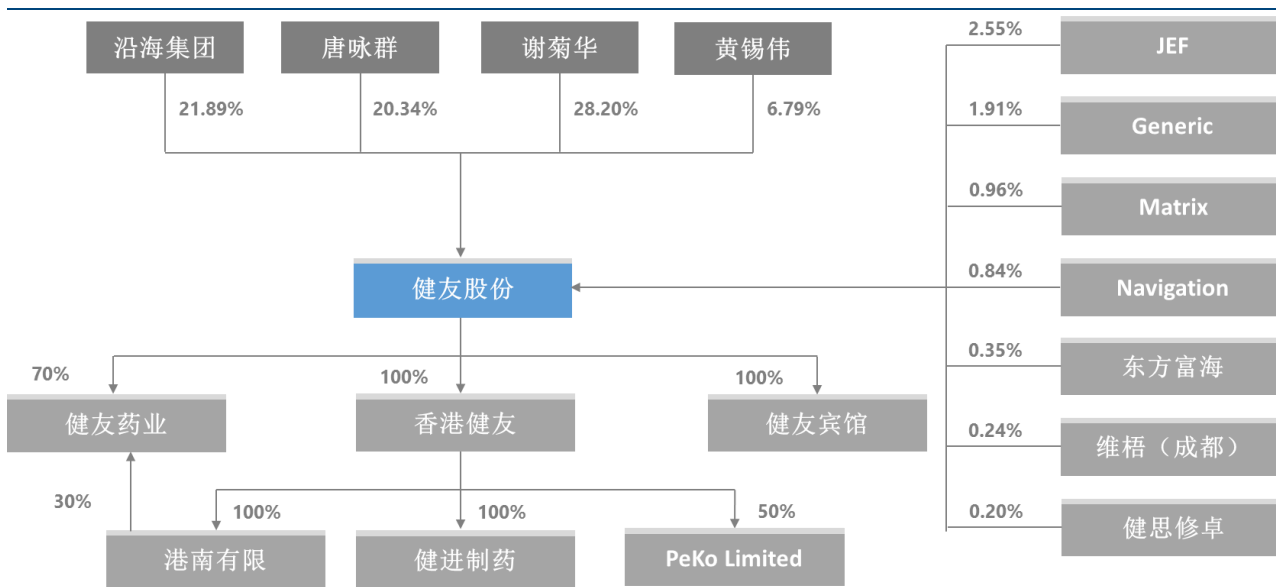 沿海集团
唐咏群
谢菊华
黄锡伟
21.89%
20.34%
28.20%
6.79%
2.55%
JEF
1.91%
Generic
0.96%
Matrix
0.84%
Navigation
0.35%
东方富海
0.24%
维梧（成都）
0.20%
健思修卓
健友股份
70%
100%
100%
健友药业
香港健友
健友宾馆
30%
100%
100%
50%
港南有限
健进制药
PeKo Limited